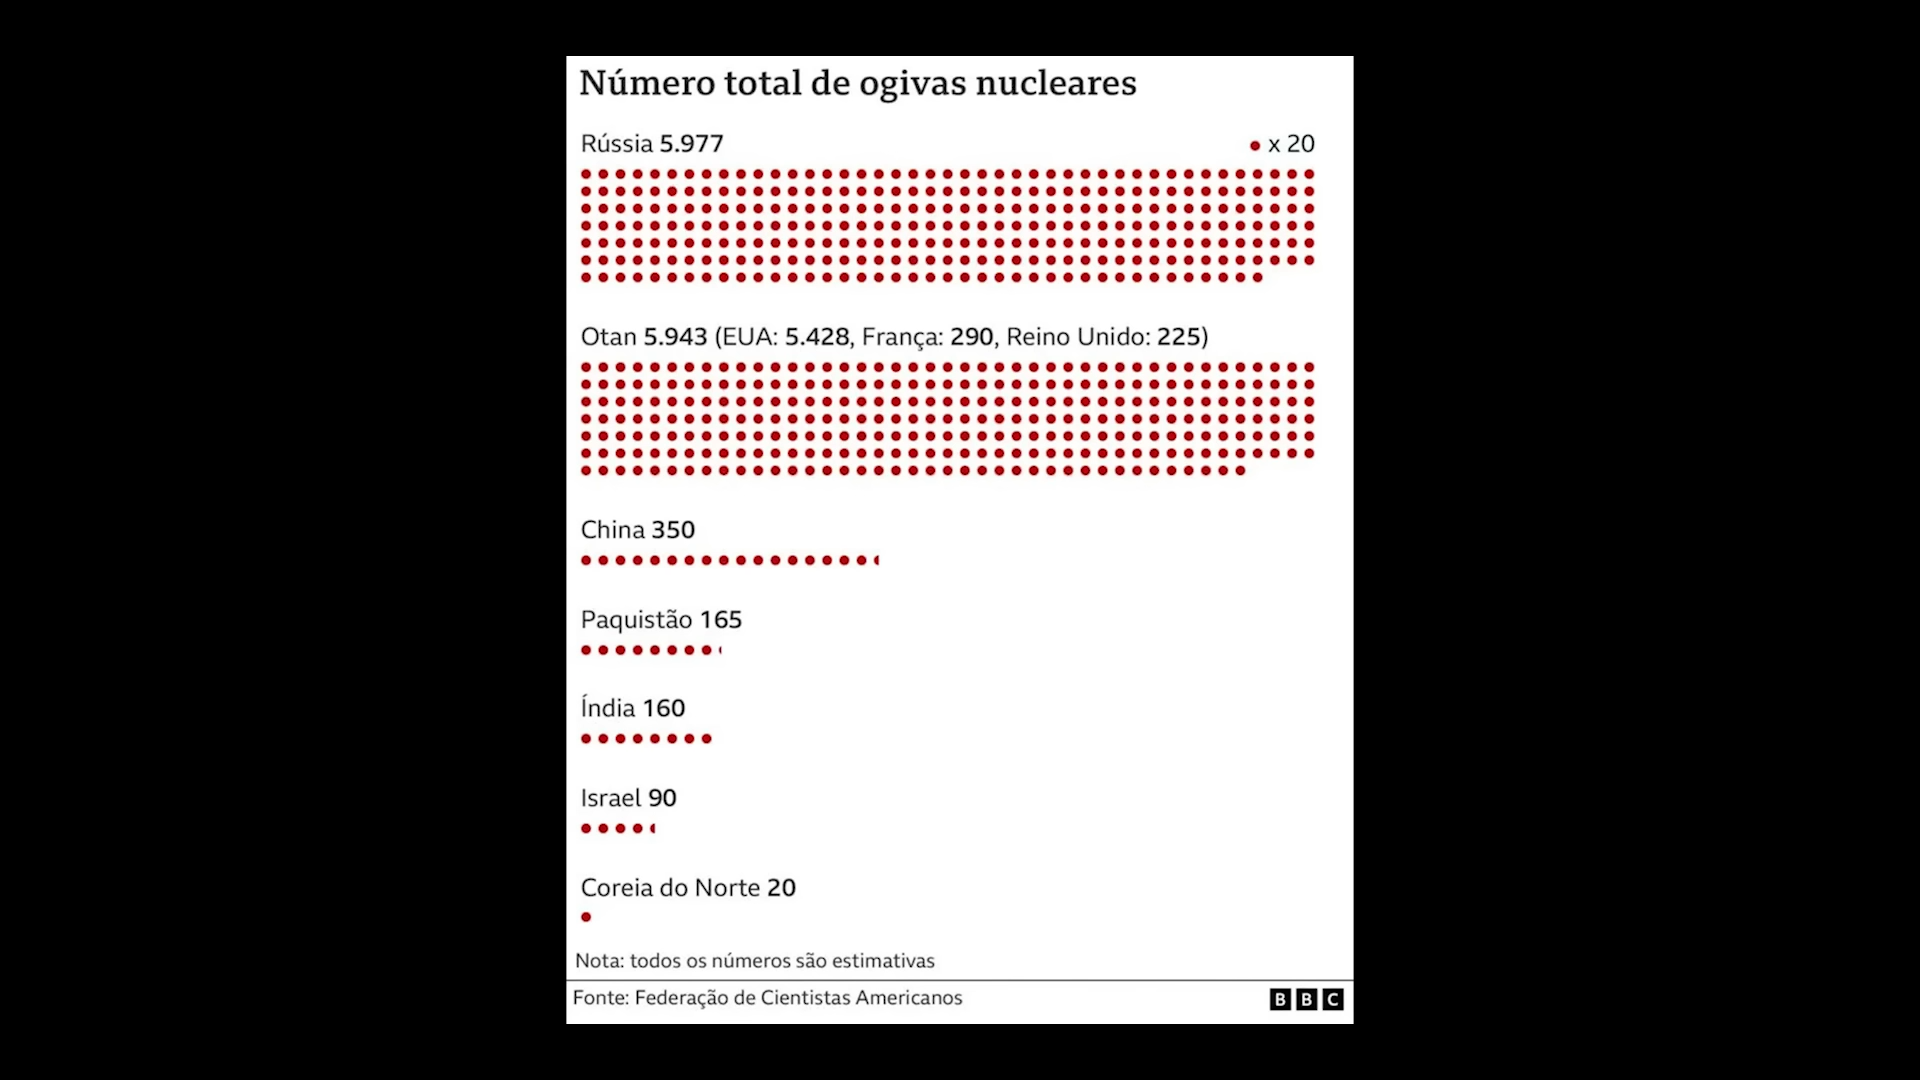 Número total de ogivas nucleares
Rússia 5.977
x 20
Otan 5.943 (EUA: 5.428, França: 290, Reino Unido: 225)
China 350
Paquistão 165
Índia 160
Israel 90
Coreia do Norte 20
Nota: todos os números são estimativas
Fonte: Federação de Cientistas Americanos
BBC